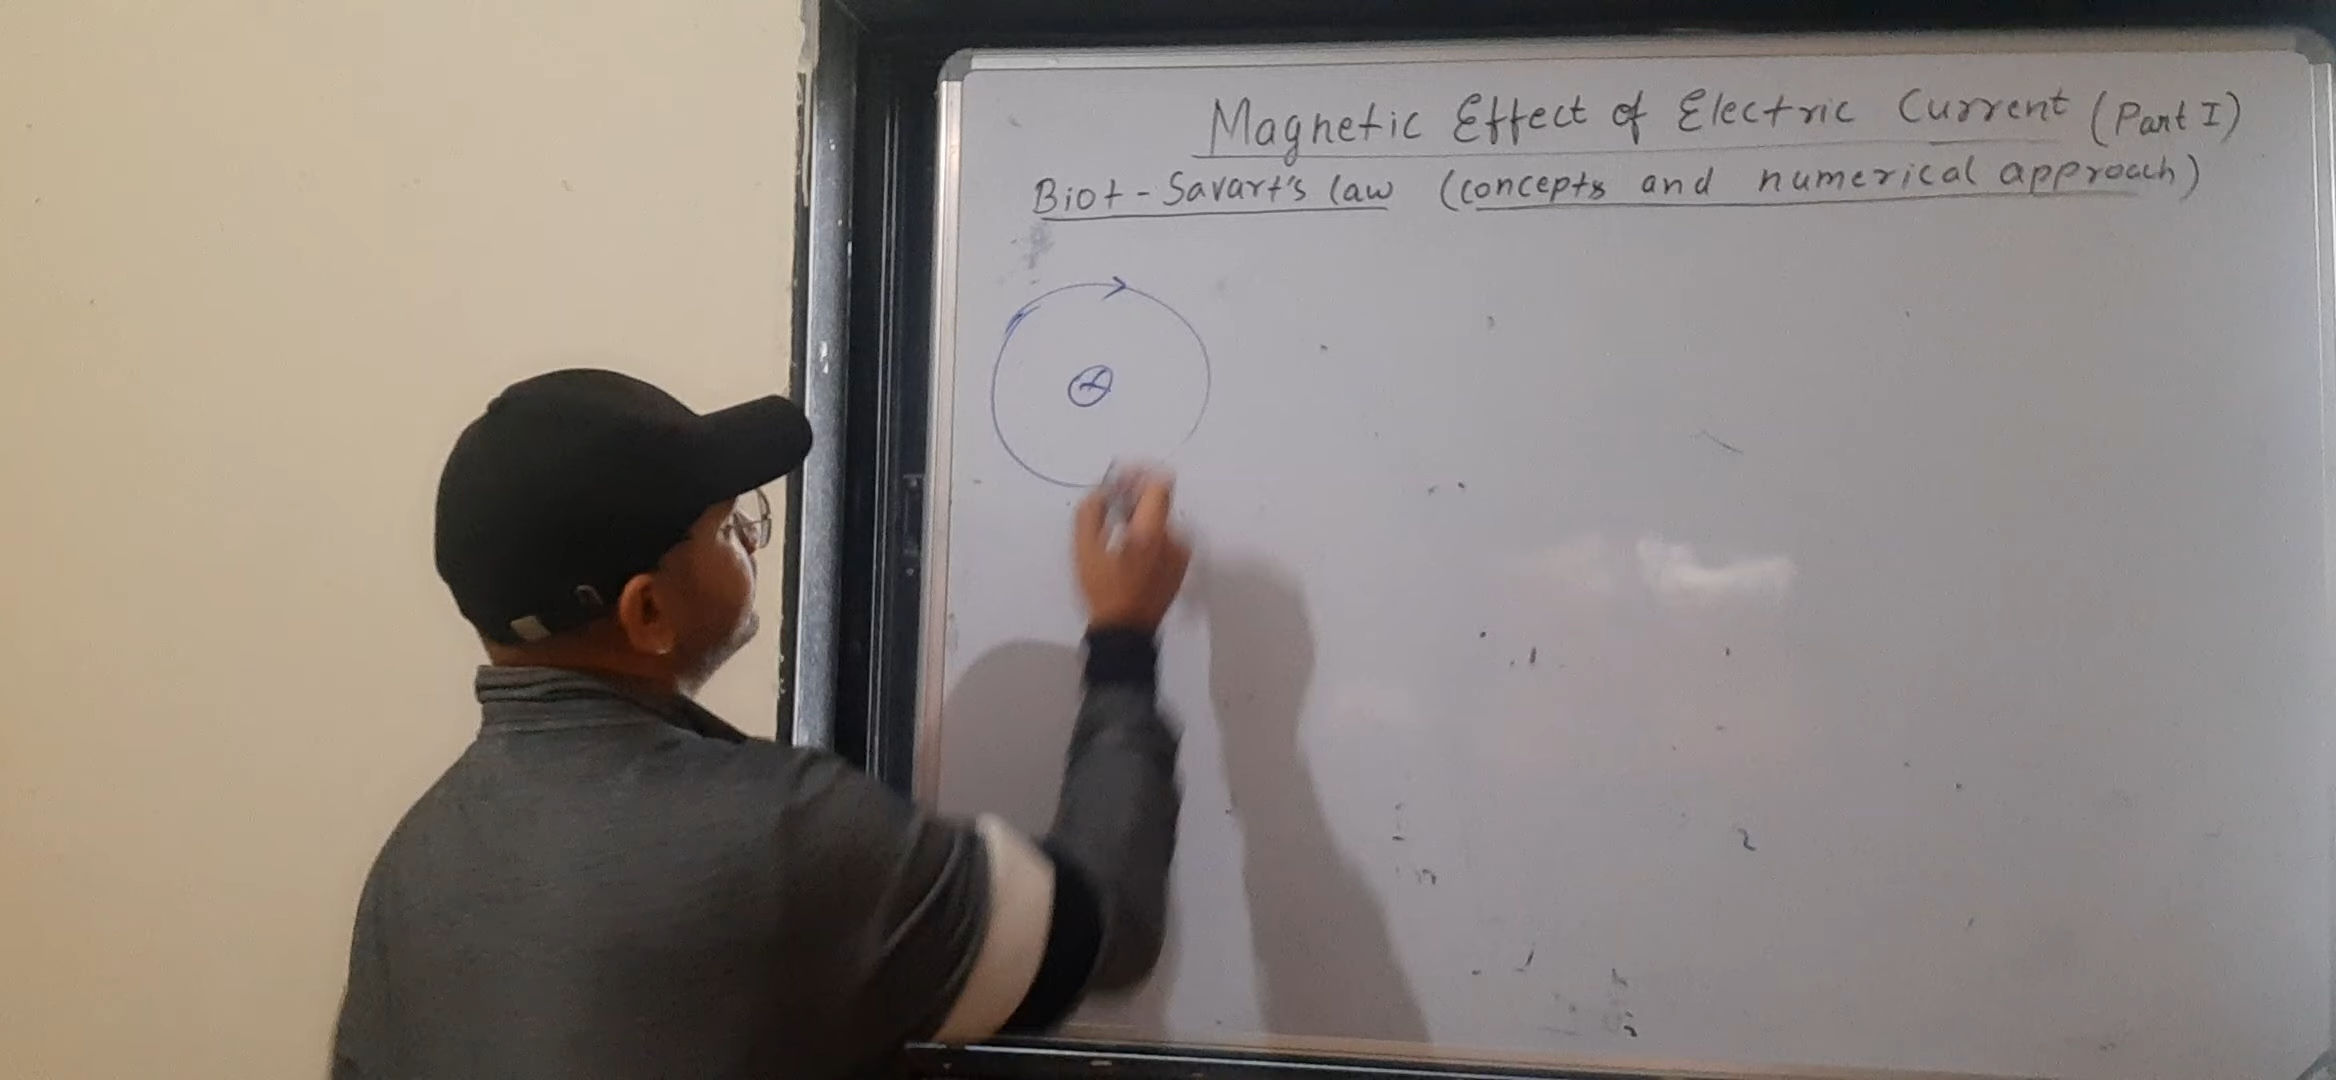 Magnetic Effect of Electric Current (Part I)
Biot-Savart's law (concepts and numerical approach)